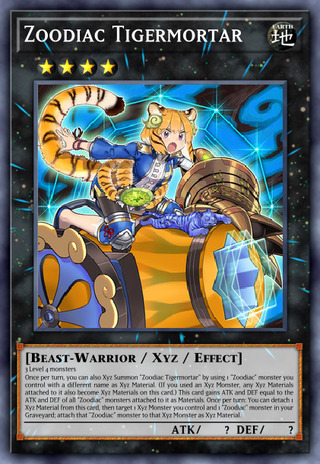 Zoodiac Tigermortar
EARTH
地
[Beast-Warrior / Xyz / Effect]
3 Level 4 monsters
Once per turn, you can also Xyz Summon "Zoodiac Tigermortar" by using 1 "Zoodiac" monster you
control with a different name as Xyz Material. (If you used an Xyz Monster, any Xyz Materials
attached to it also become Xyz Materials on this card.) This card gains ATK and DEF equal to the
ATK and DEF of all "Zoodiac" monsters attached to it as Materials. Once per turn: You can detach 1
Xyz Material from this card, then target 1 Xyz Monster you control and 1 "Zoodiac" monster in your
Graveyard; attach that "Zoodiac" monster to that Xyz Monster as Xyz Material.
ATK/ ? DEF/ ?